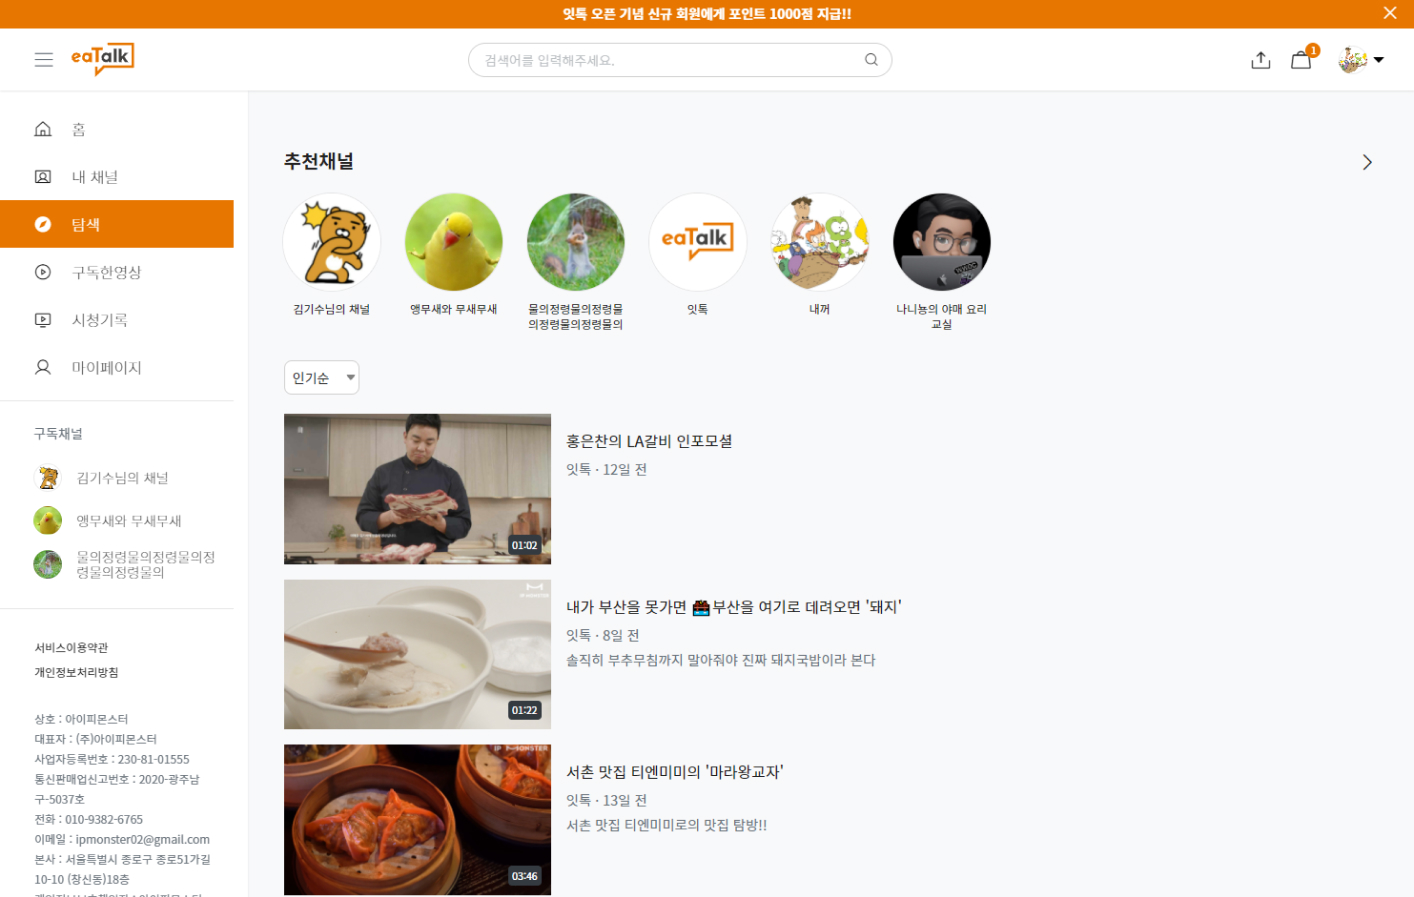 잇톡 오픈 기념 신규 회원에게 포인트 1000점 지급!!
eaTalk
검색어를 입력해주세요.
1
홈
내 채널
탐색
구독한영상
시청기록
마이페이지
구독채널
김기수님의 채널
앵무새와 무새무새
물의정령물의정령물의정
령물의정령물의
서비스이용약관
개인정보처리방침
상호 : 아이피몬스터
대표자 : (주)아이피몬스터
사업자등록번호 : 230-81-01555
통신판매업신고번호 : 2020-광주남
구-5037호
전화 : 010-9382-6765
이메일 : ipmonster02@gmail.com
본사 : 서울특별시 종로구 종로51가길
10-10 (창신동)18층
추천채널
eaTalk
김기수님의 채널
앵무새와 무새무새
물의정령물의정령물
의정령물의정령물의
잇톡
내꺼
나니뇽의 야매 요리
교실
인기순
홍은찬의 LA갈비 인포모셜
잇톡 · 12일 전
01:02
내가 부산을 못가면 부산을 여기로 데려오면 '돼지'
잇톡 · 8일 전
솔직히 부추무침까지 말아줘야 진짜 돼지국밥이라 본다
01:22
서촌 맛집 티엔미미의 '마라왕교자'
잇톡 · 13일 전
서촌 맛집 티엔미미로의 맛집 탐방!!
IP MONSTER
03:46